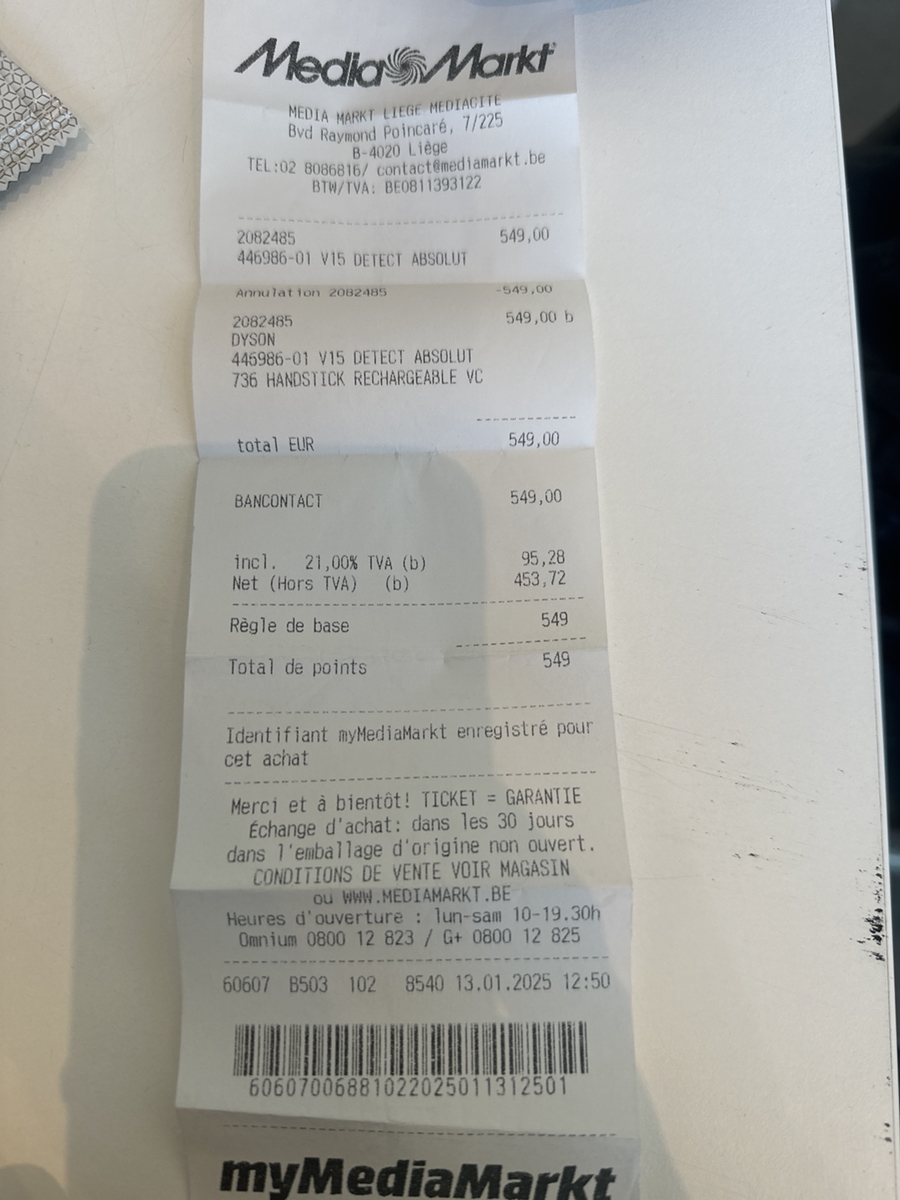 MediaMarkt
MEDIA MARKT LIEGE MEDIACITE
Bvd Raymond Poincaré, 7/225
B-4020 Liège
TEL:02 8086816/ contact@mediamarkt.be
BTW/TVA: BE0811393122
2082485 549,00
446986-01 V15 DETECT ABSOLUT
Annulation 2082485 -549,00
2082485 549,00 b
DYSON
446986-01 V15 DETECT ABSOLUT
736 HANDSTICK RECHARGEABLE VC
total EUR 549,00
BANCONTACT 549,00
incl. 21,00% TVA (b) 95,28
Net (Hors TVA) (b) 453,72
Règle de base 549
Total de points 549
Identifiant myMediaMarkt enregistré pour
cet achat
Merci et à bientôt! TICKET = GARANTIE
Échange d'achat: dans les 30 jours
dans l'emballage d'origine non ouvert.
CONDITIONS DE VENTE VOIR MAGASIN
ou WWW.MEDIAMARKT.BE
Heures d'ouverture : lun-sam 10-19.30h
Omnium 0800 12 823 / G+ 0800 12 825
60607 B503 102 8540 13.01.2025 12:50
6060700688102202501131250​1
myMediaMarkt